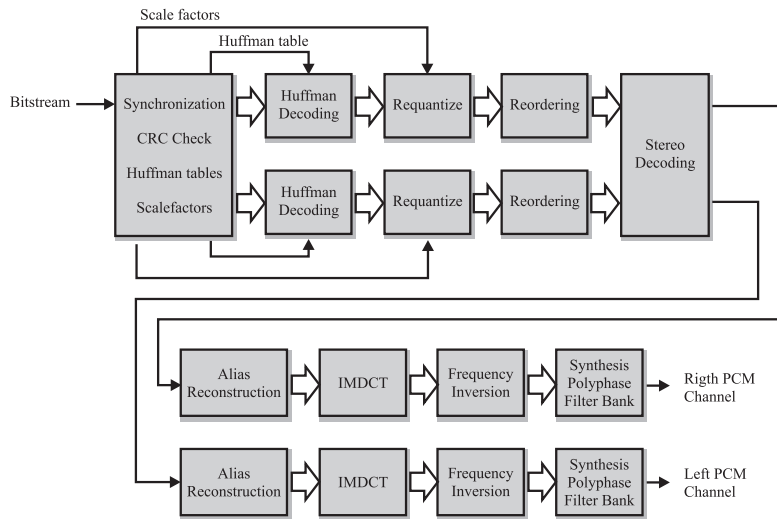 Scale factors
Huffman table
Bitstream
Synchronization
CRC Check
Huffman tables
Scalefactors
Huffman
Decoding
Requantize
Reordering
Huffman
Decoding
Requantize
Reordering
Stereo
Decoding
Alias
Reconstruction
IMDCT
Frequency
Inversion
Synthesis
Polyphase
Filter Bank
Rigth PCM
Channel
Alias
Reconstruction
IMDCT
Frequency
Inversion
Synthesis
Polyphase
Filter Bank
Left PCM
Channel